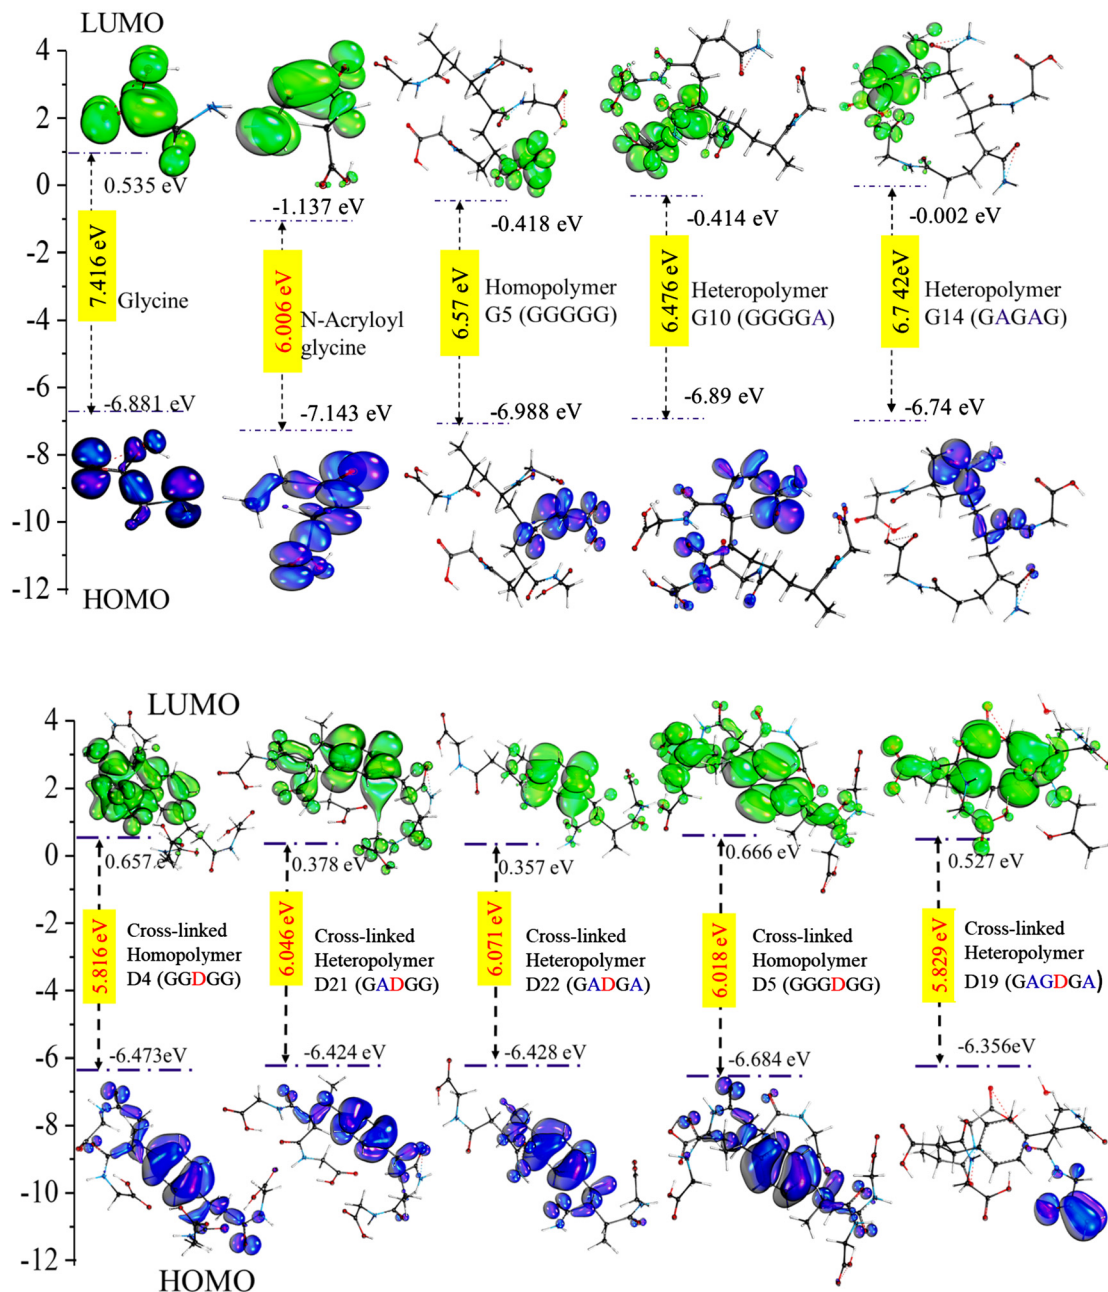 LUMO
4
2
0
-2
-4
-6
-8
-10
-12
HOMO
0.535 eV
7.416 eV
Glycine
-6.881 eV
-1.137 eV
6.006 eV
N-Acryloyl
glycine
-7.143 eV
-0.418 eV
6.57 eV
Homopolymer
G5 (GGGGG)
-6.988 eV
-0.414 eV
6.476 eV
Heteropolymer
G10 (GGGGA)
-6.89 eV
-0.002 eV
6.7 42eV
Heteropolymer
G14 (GAGAG)
-6.74 eV
LUMO
4
2
0
-2
-4
-6
-8
-10
-12
HOMO
0.657 eV
5.816 eV
Cross-linked
Homopolymer
D4 (GGDGG)
-6.473eV
0.378 eV
6.046 eV
Cross-linked
Heteropolymer
D21 (GADGG)
-6.424 eV
0.357 eV
6.071 eV
Cross-linked
Heteropolymer
D22 (GADGA)
-6.428 eV
0.666 eV
6.018 eV
Cross-linked
Homopolymer
D5 (GGGDGG)
-6.684 eV
0.527 eV
5.829 eV
Cross-linked
Heteropolymer
D19 (GAGDGA)
-6.356eV